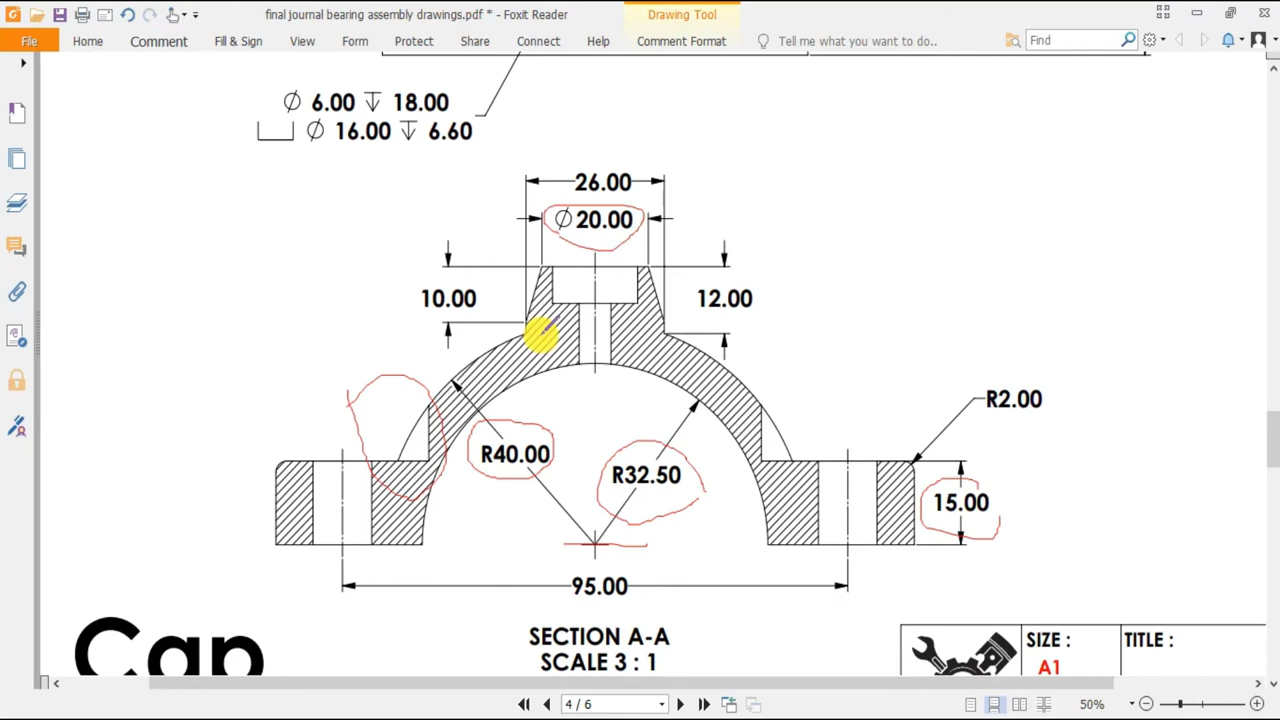 final journal bearing assembly drawings.pdf * - Foxit Reader
Drawing Tool
File Home Comment Fill & Sign View Form Protect Share Connect Help Comment Format Tell me what you want to do.. Find
∅ 6.00 ↧ 18.00
⌴ ∅ 16.00 ↧ 6.60
26.00
∅ 20.00
10.00
12.00
R2.00
R40.00
R32.50
15.00
95.00
Cap
SECTION A-A
SCALE 3 : 1
SIZE :
A1
TITLE :
4 / 6
50%